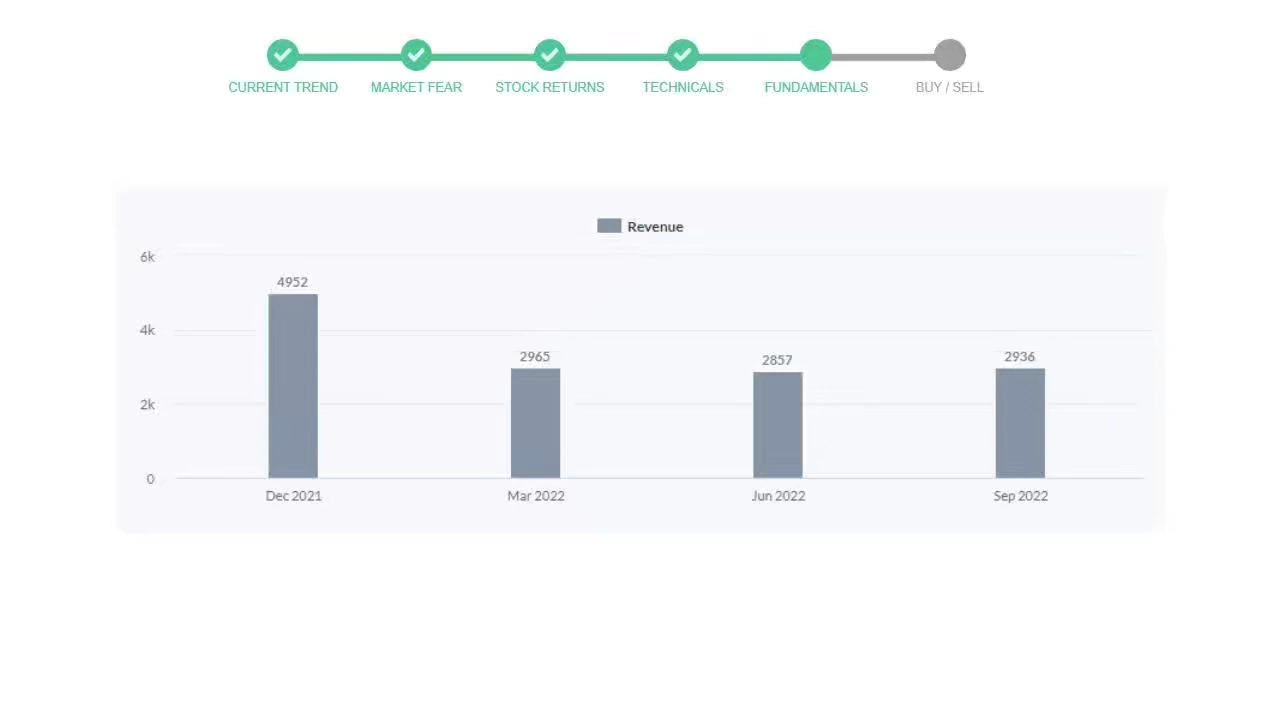 CURRENT TREND MARKET FEAR STOCK RETURNS TECHNICALS FUNDAMENTALS BUY / SELL
Revenue
6k
4952
4k
2965 2857 2936
2k
0
Dec 2021 Mar 2022 Jun 2022 Sep 2022